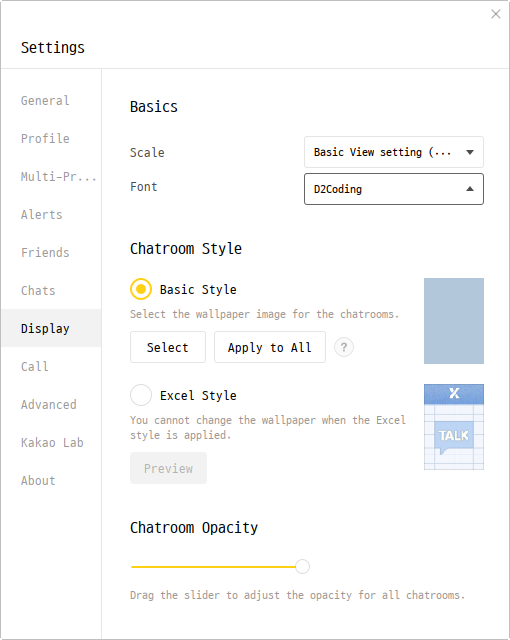 Settings
General
Profile
Multi-Pr...
Alerts
Friends
Chats
Display
Call
Advanced
Kakao Lab
About
Basics
Scale
Basic View setting (...
Font
D2Coding
Chatroom Style
Basic Style
Select the wallpaper image for the chatrooms.
Select
Apply to All
?
Excel Style
You cannot change the wallpaper when the Excel
style is applied.
Preview
X
TALK
Chatroom Opacity
Drag the slider to adjust the opacity for all chatrooms.